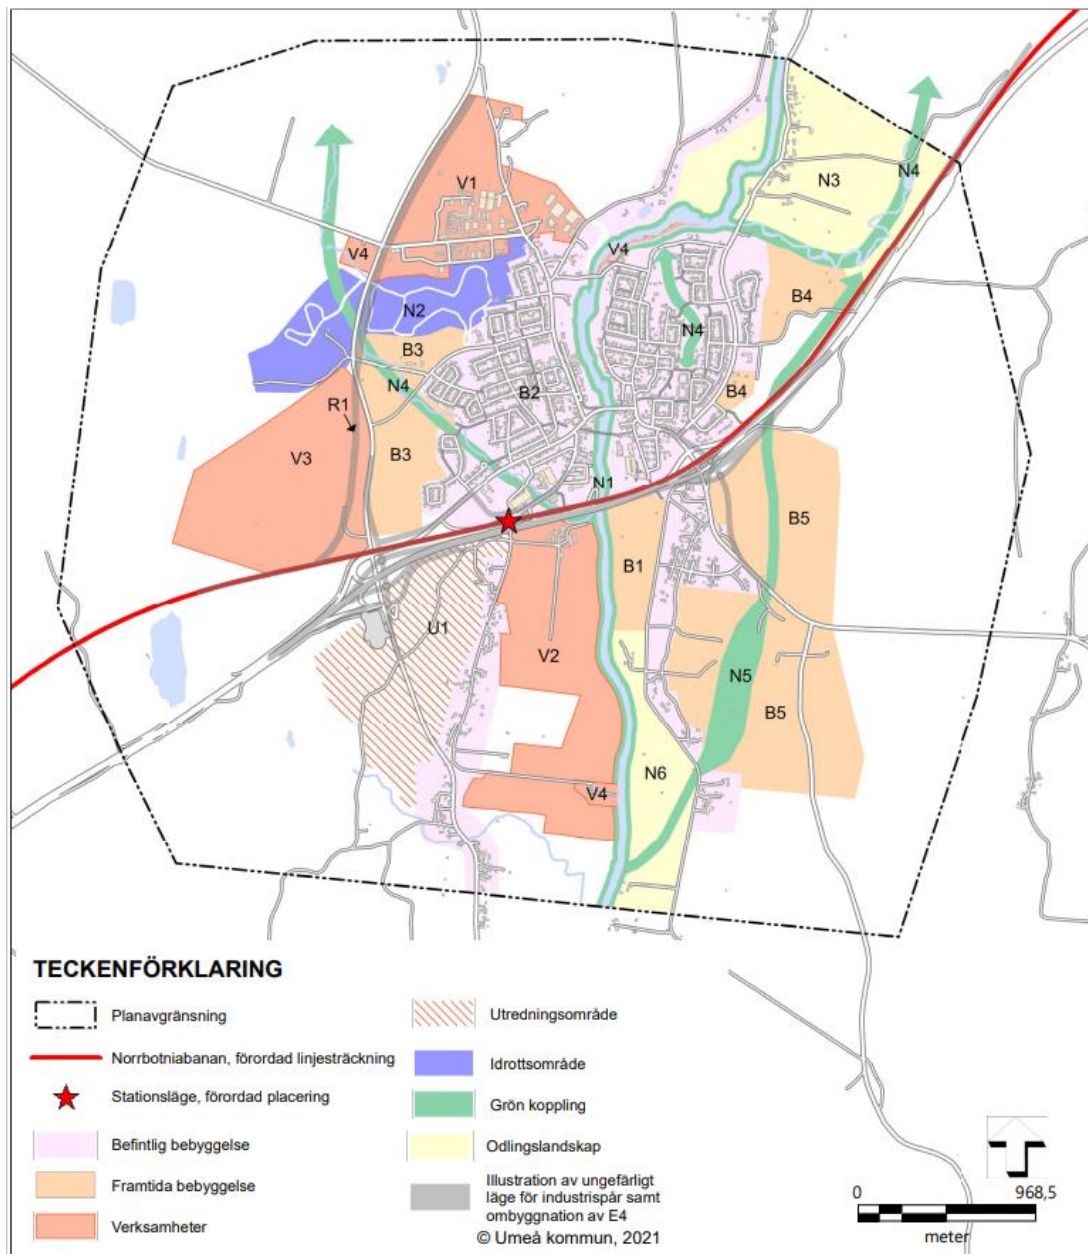 N4
N3
V1
V4
V4
N2
B4
N4
B3
N4
B2
B4
R1
V3
B3
N1
B5
B1
U1
V2
N5
B5
N6
V4
TECKENFÖRKLARING
Planavgränsning
Norrbotniabanan, förordad linjesträckning
Stationsläge, förordad placering
Befintlig bebyggelse
Framtida bebyggelse
Verksamheter
Utredningsområde
Idrottsområde
Grön koppling
Odlingslandskap
Illustration av ungefärligt
läge för industrispår samt
ombyggnation av E4
© Umeå kommun, 2021
0 968,5
meter